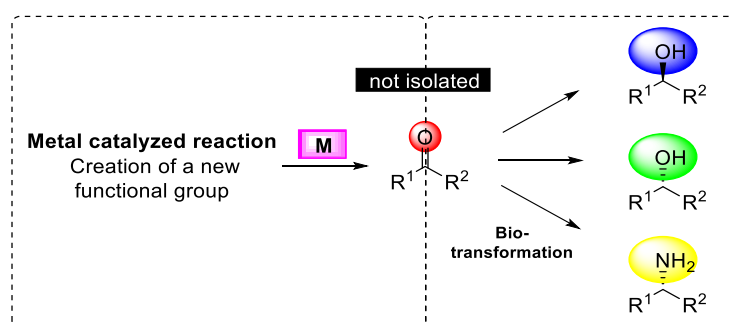 not isolated
Metal catalyzed reaction
Creation of a new
functional group
M
O
R1 R2
OH
R1 R2
OH
R1 R2
Bio-
transformation
NH2
R1 R2